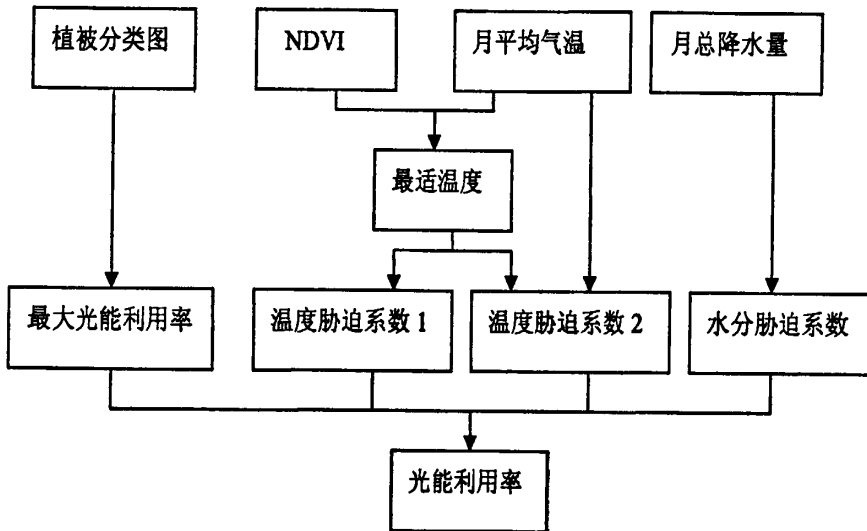 植被分类图
NDVI
月平均气温
月总降水量
最适温度
最大光能利用率
温度胁迫系数 1
温度胁迫系数 2
水分胁迫系数
光能利用率